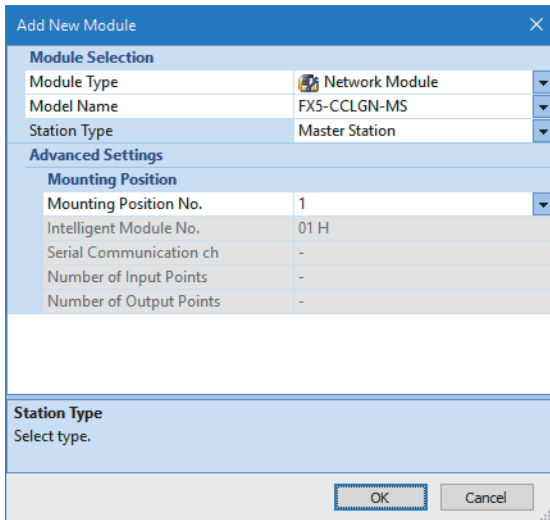 Add New Module
Module Selection
Module Type Network Module
Model Name FX5-CCLGN-MS
Station Type Master Station
Advanced Settings
Mounting Position
Mounting Position No. 1
Intelligent Module No. 01 H
Serial Communication ch -
Number of Input Points -
Number of Output Points -
Station Type
Select type.
OK Cancel